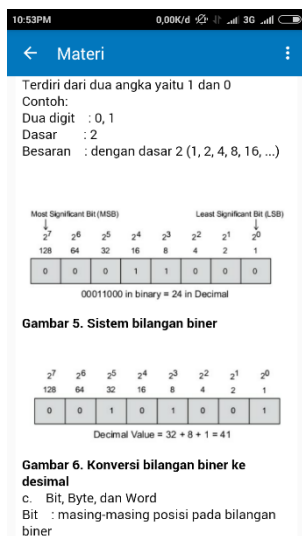 10:53PM 0,00K/d 3G
Materi
Terdiri dari dua angka yaitu 1 dan 0
Contoh:
Dua digit : 0, 1
Dasar : 2
Besaran : dengan dasar 2 (1, 2, 4, 8, 16, ...)
Most Significant Bit (MSB) Least Significant Bit (LSB)
2⁷ 2⁶ 2⁵ 2⁴ 2³ 2² 2¹ 2⁰
128 64 32 16 8 4 2 1
0 0 0 1 1 0 0 0
00011000 in binary = 24 in Decimal
Gambar 5. Sistem bilangan biner
2⁷ 2⁶ 2⁵ 2⁴ 2³ 2² 2¹ 2⁰
128 64 32 16 8 4 2 1
0 0 1 0 1 0 0 1
Decimal Value = 32 + 8 + 1 = 41
Gambar 6. Konversi bilangan biner ke
desimal
c. Bit, Byte, dan Word
Bit : masing-masing posisi pada bilangan
biner